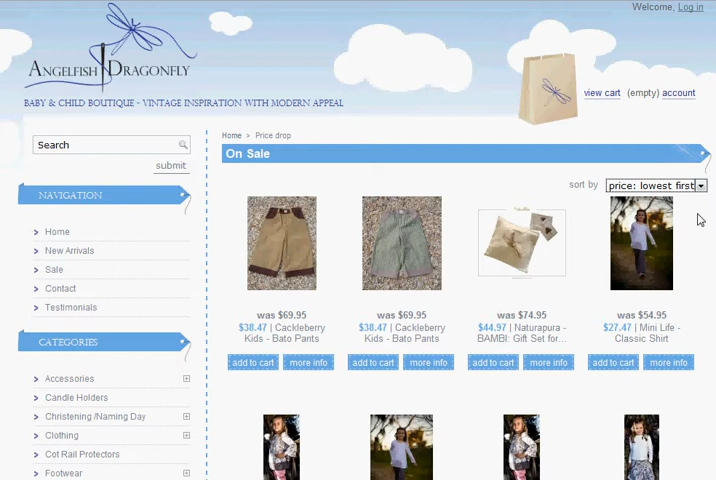 Welcome, Log in
ANGELFISH DRAGONFLY
view cart (empty) account
BABY & CHILD BOUTIQUE - VINTAGE INSPIRATION WITH MODERN APPEAL
Home > Price drop
Search
On Sale
submit
sort by price: lowest first
NAVIGATION
Home
New Arrivals
Sale
Contact
Testimonials
was $69.95
$38.47 | Cackleberry
Kids - Bato Pants
add to cart more info
was $69.95
$38.47 | Cackleberry
Kids - Bato Pants
add to cart more info
was $74.95
$44.97 | Naturapura -
BAMBI: Gift Set for...
add to cart more info
was $54.95
$27.47 | Mini Life -
Classic Shirt
add to cart more info
CATEGORIES
Accessories
Candle Holders
Christening /Naming Day
Clothing
Cot Rail Protectors
Footwear